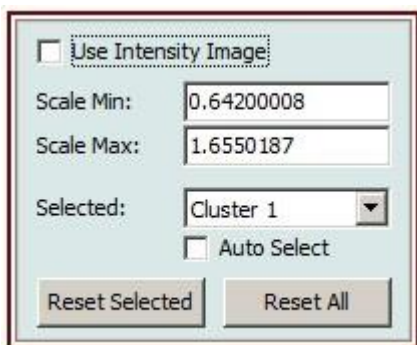 Use Intensity Image
Scale Min: 0.64200008
Scale Max: 1.6550187
Selected: Cluster 1
Auto Select
Reset Selected Reset All